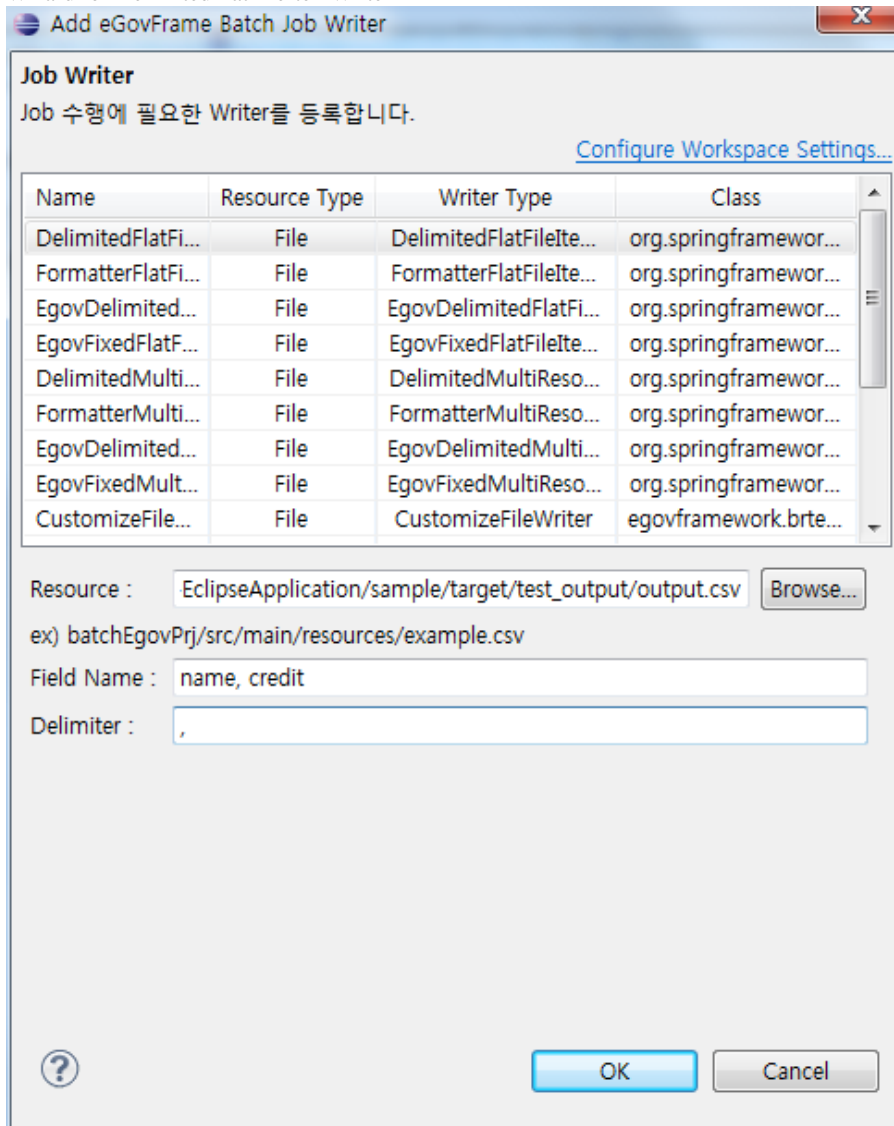 Add eGovFrame Batch Job Writer
Job Writer
Job 수행에 필요한 Writer를 등록합니다.
Configure Workspace Settings...
Name Resource Type Writer Type Class
DelimitedFlatFi... File DelimitedFlatFileIte... org.springframewor...
FormatterFlatFi... File FormatterFlatFileIte... org.springframewor...
EgovDelimited... File EgovDelimitedFlatFi... org.springframewor...
EgovFixedFlatF... File EgovFixedFlatFileIte... org.springframewor...
DelimitedMulti... File DelimitedMultiReso... org.springframewor...
FormatterMulti... File FormatterMultiReso... org.springframewor...
EgovDelimited... File EgovDelimitedMulti... org.springframewor...
EgovFixedMult... File EgovFixedMultiReso... org.springframewor...
CustomizeFile... File CustomizeFileWriter egovframework.brte...
Resource : EclipseApplication/sample/target/test_output/output.csv Browse...
ex) batchEgovPrj/src/main/resources/example.csv
Field Name : name, credit
Delimiter : ,
OK Cancel